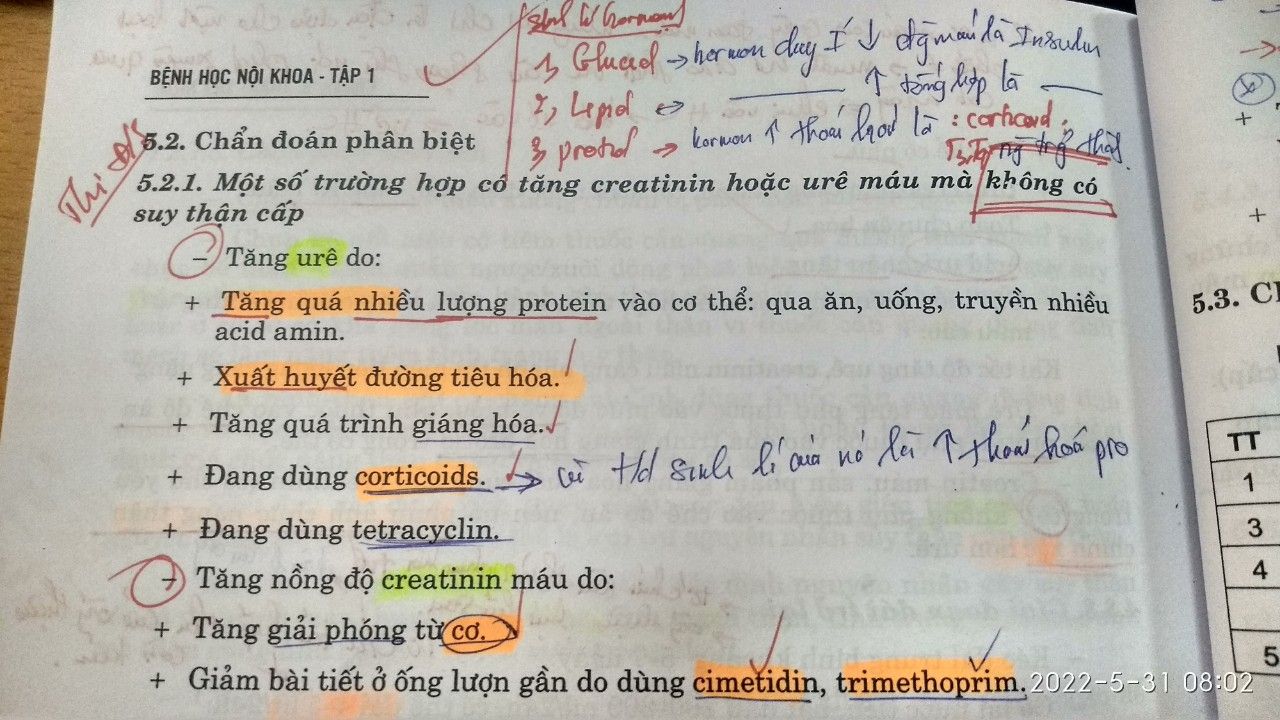 sinh lí hormon
1, Glucid → hormon duy I ↓ đg máu là Insulin
2, Lipid ↔ ↑ tổng hợp là
3, protid → hormon ↑ thoái hoá là : corticoid.
T3, T4
BỆNH HỌC NỘI KHOA - TẬP 1
Thi
5.2. Chẩn đoán phân biệt
5.2.1. Một số trường hợp có tăng creatinin hoặc urê máu mà không có
suy thận cấp
– Tăng urê do:
+ Tăng quá nhiều lượng protein vào cơ thể: qua ăn, uống, truyền nhiều
acid amin.
+ Xuất huyết đường tiêu hóa.
+ Tăng quá trình giáng hóa.
+ Đang dùng corticoids. → vì t/d sinh lí của nó là ↑ thoái hoá pro
+ Đang dùng tetracyclin.
– Tăng nồng độ creatinin máu do:
+ Tăng giải phóng từ cơ.
+ Giảm bài tiết ở ống lượn gần do dùng cimetidin, trimethoprim.
2022-5-31 08:02
+
+
5.3. C
cấp)
TT
1
3
4
5